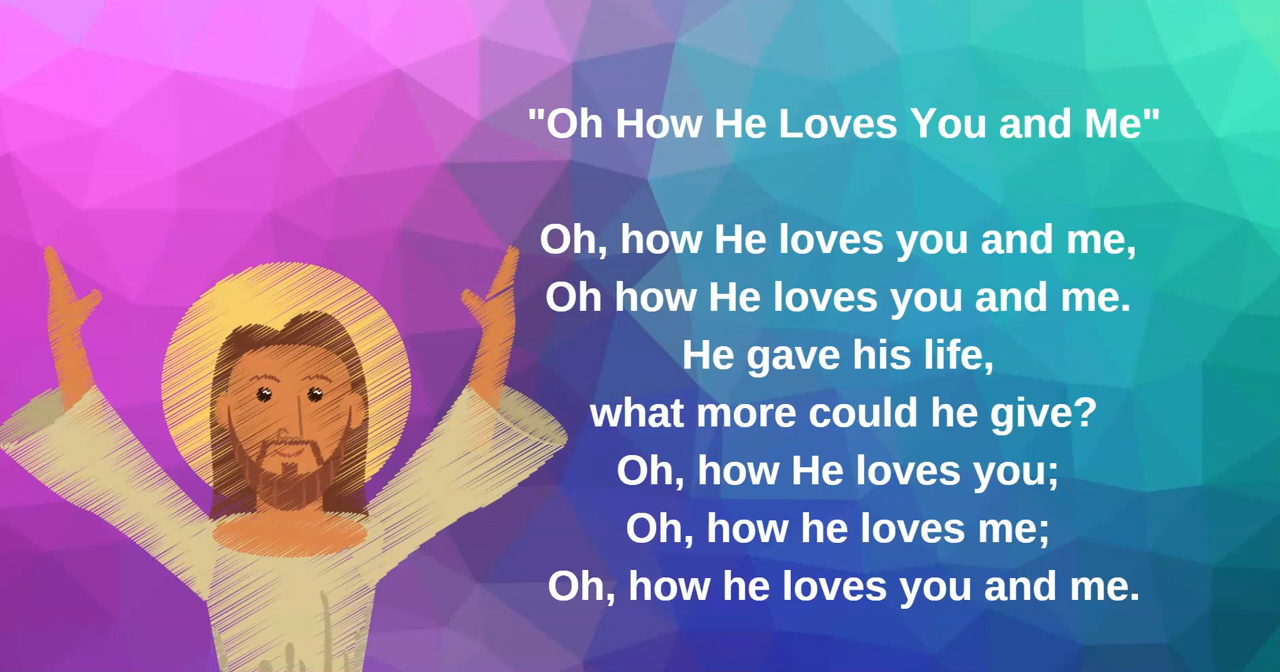 "Oh How He Loves You and Me"
Oh, how He loves you and me,
Oh how He loves you and me.
He gave his life,
what more could he give?
Oh, how He loves you;
Oh, how he loves me;
Oh, how he loves you and me.